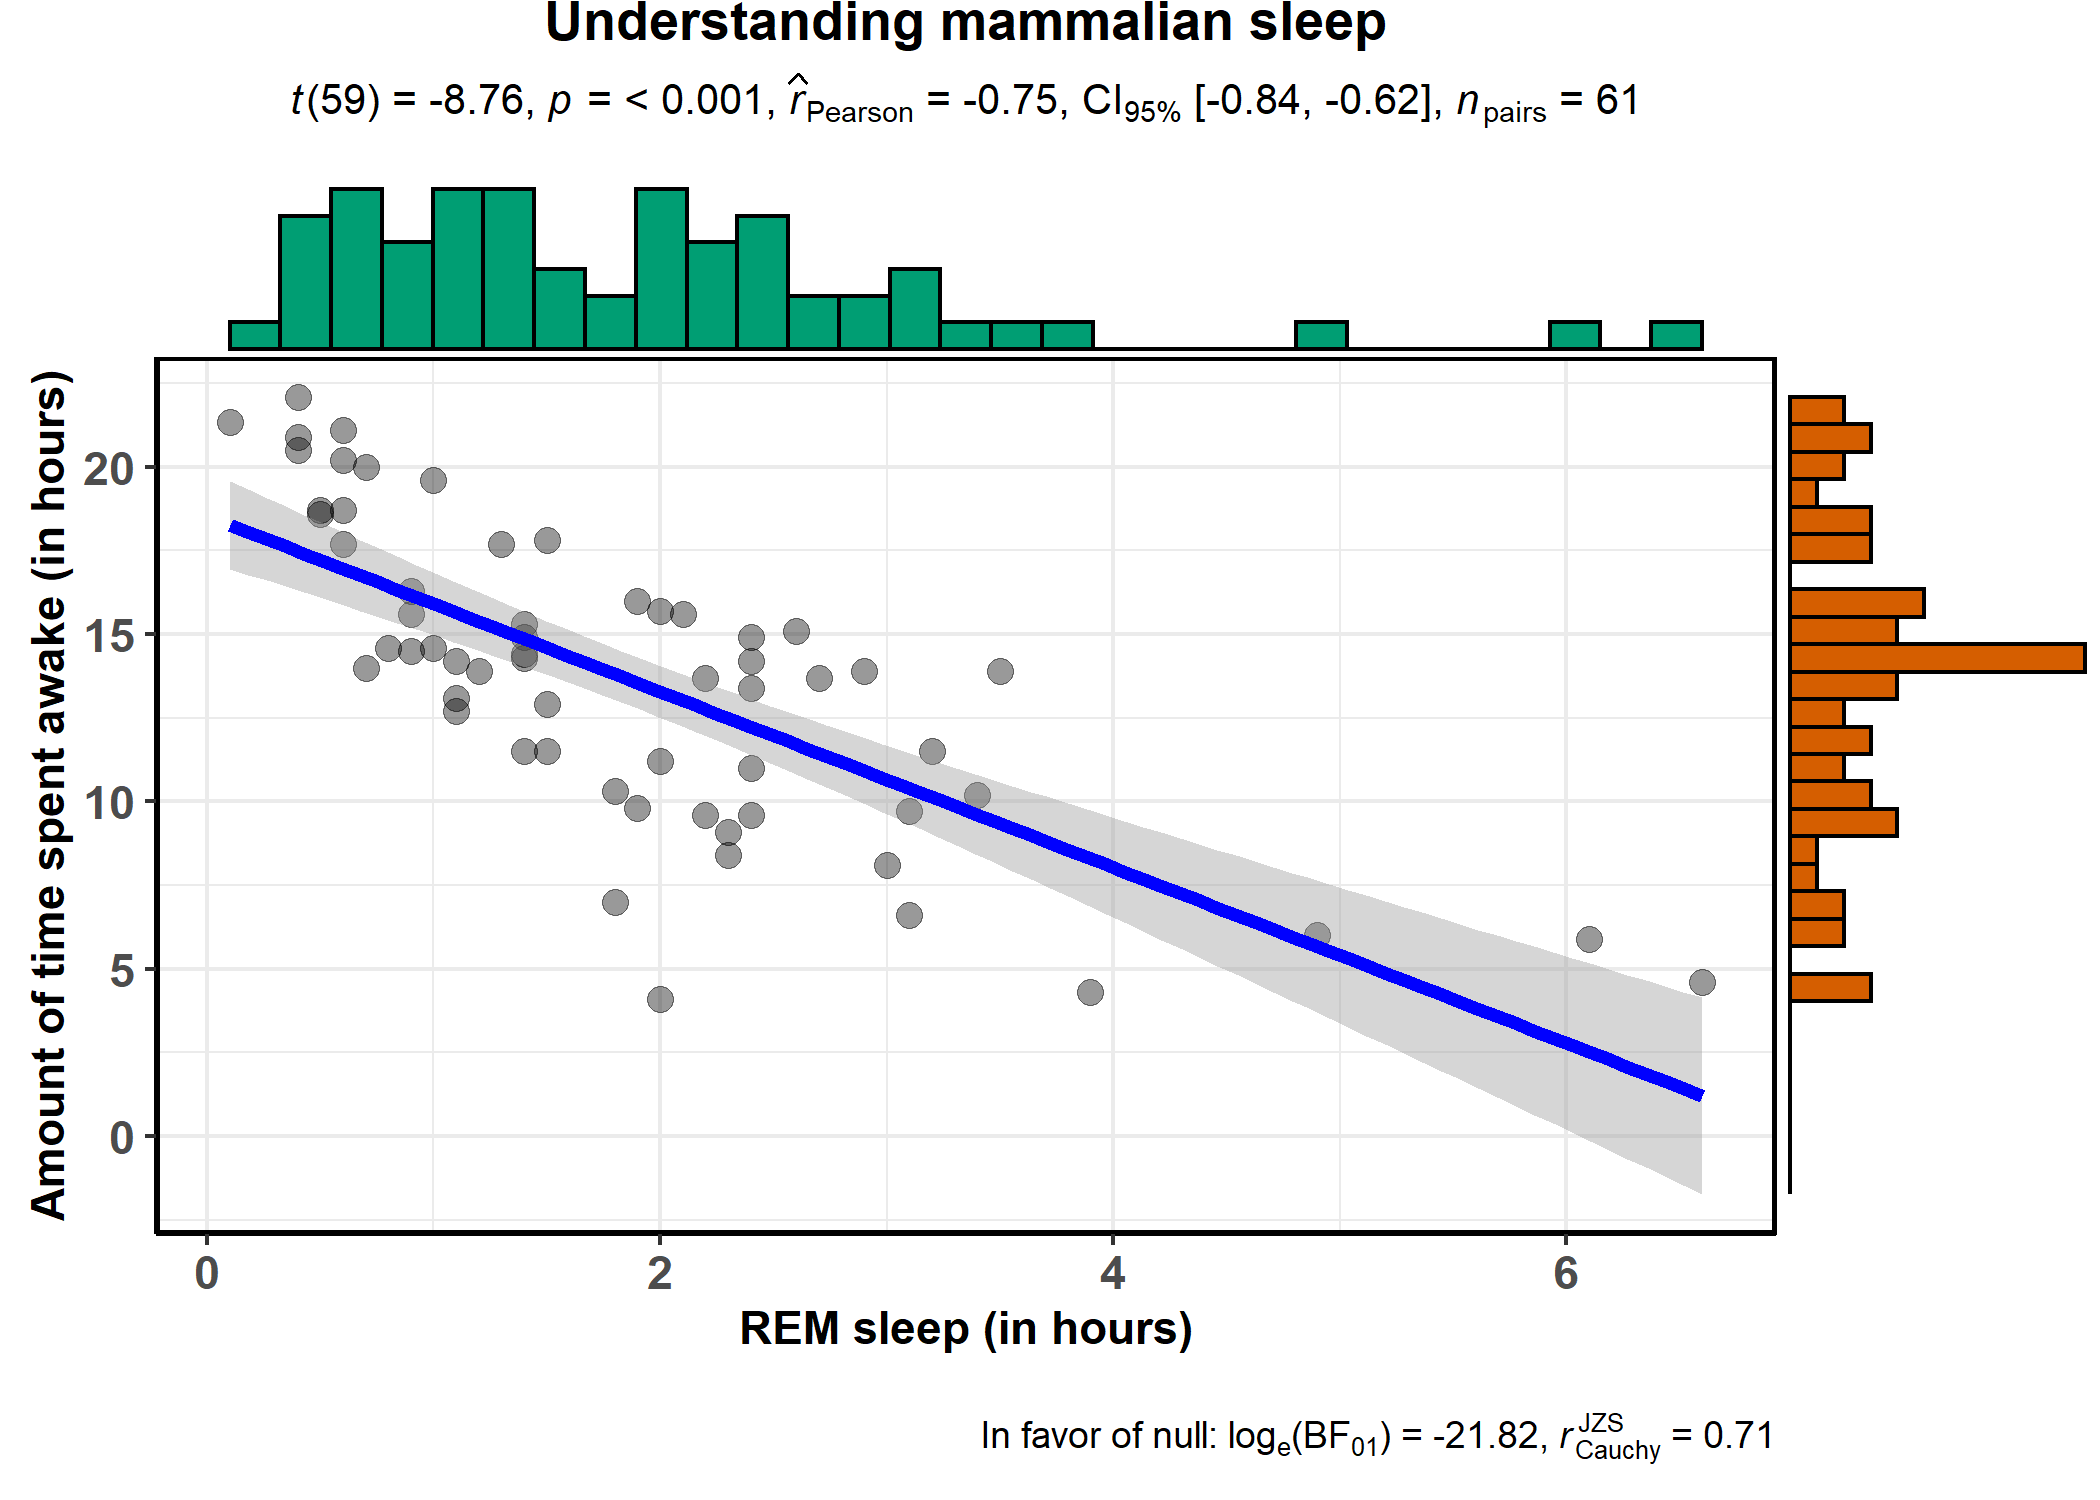 Understanding mammalian sleep
t(59) = -8.76, p = < 0.001, r̂Pearson = -0.75, CI95% [-0.84, -0.62], npairs = 61
Amount of time spent awake (in hours)
20
15
10
5
0
0 2 4 6
REM sleep (in hours)
In favor of null: loge(BF01) = -21.82, rJZSCauchy = 0.71